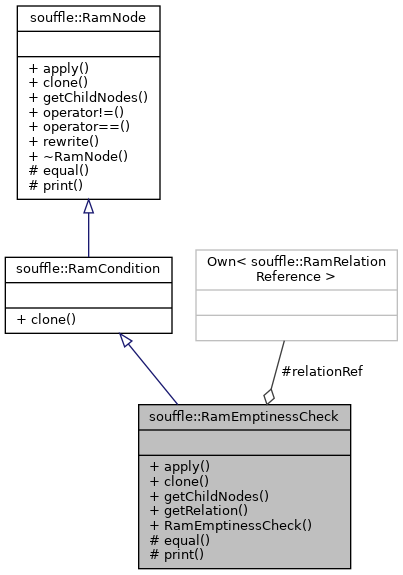 souffle::RamNode
+ apply()
+ clone()
+ getChildNodes()
+ operator!=()
+ operator==()
+ rewrite()
+ ~RamNode()
# equal()
# print()
souffle::RamCondition
+ clone()
Own< souffle::RamRelation
Reference >
#relationRef
souffle::RamEmptinessCheck
+ apply()
+ clone()
+ getChildNodes()
+ getRelation()
+ RamEmptinessCheck()
# equal()
# print()